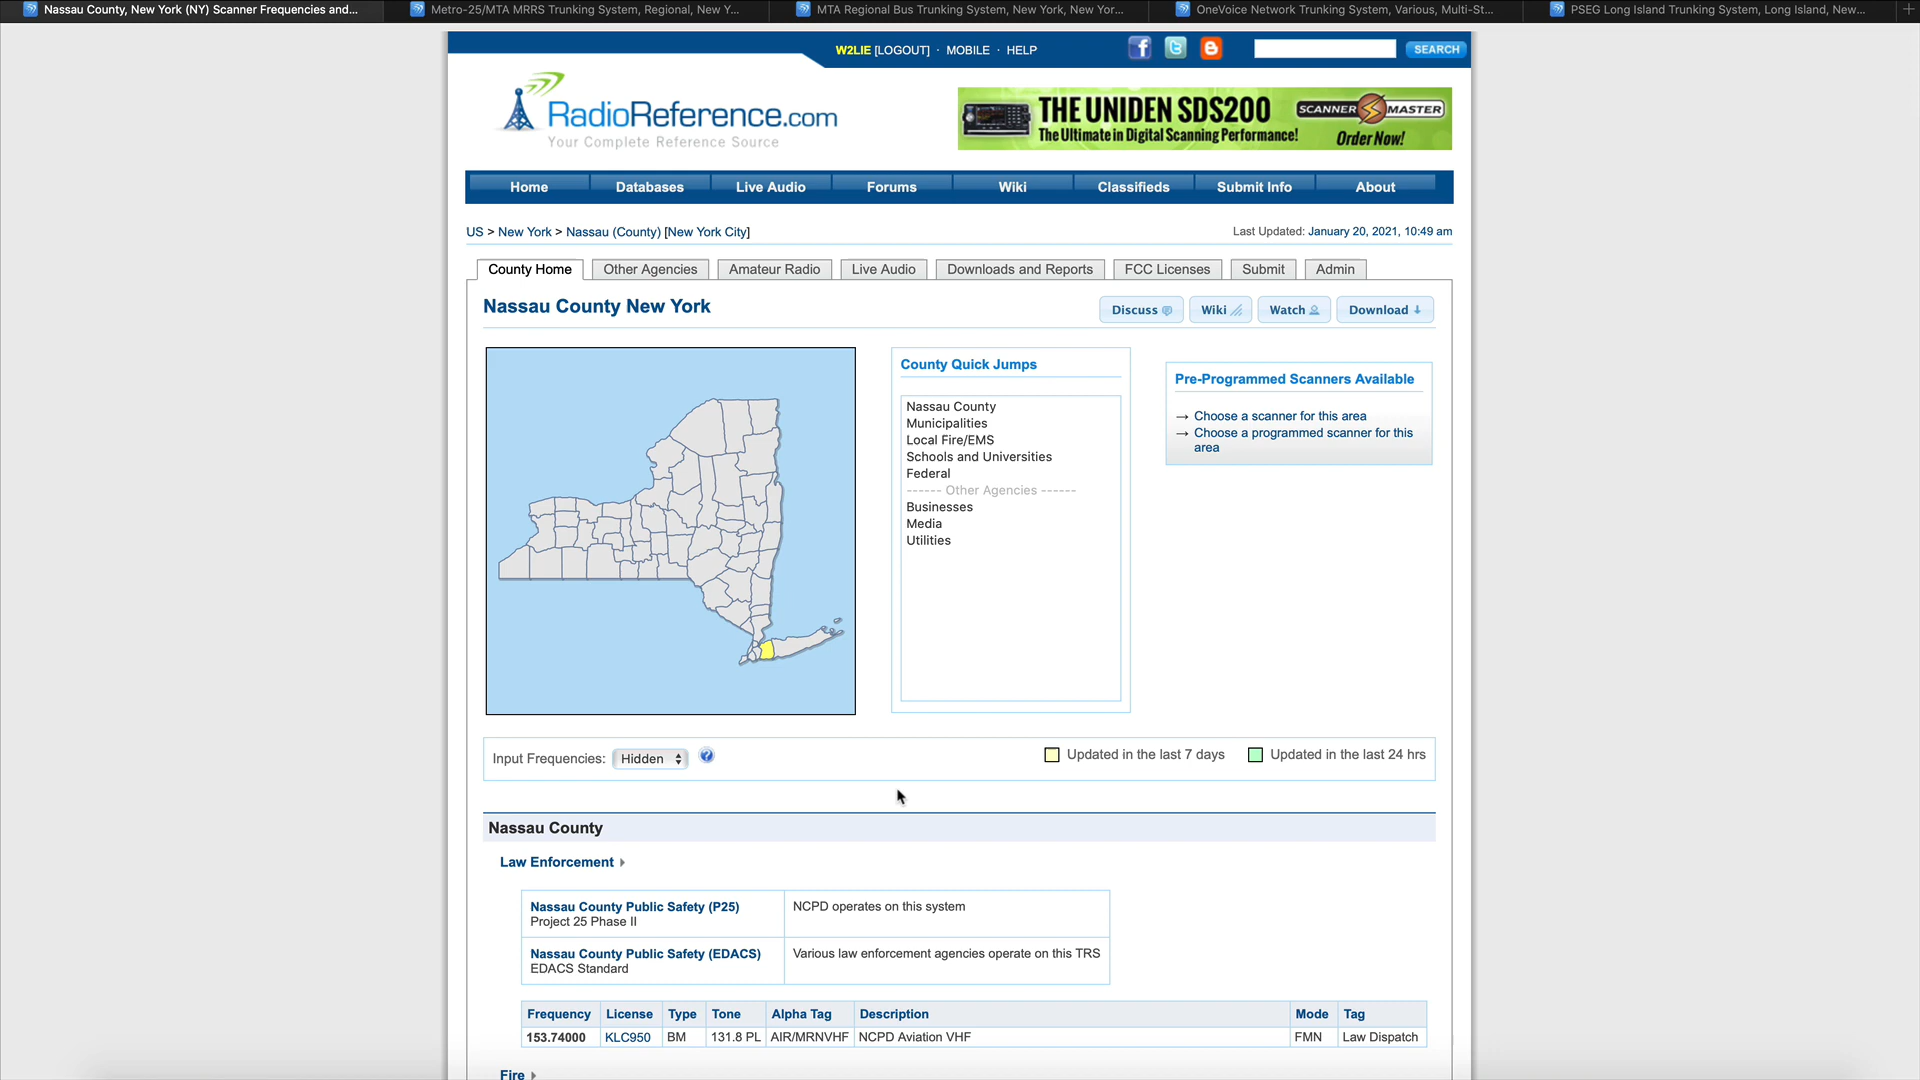 Nassau County, New York (NY) Scanner Frequencies and...
Metro-25/MTA MRRS Trunking System, Regional, New Y...
MTA Regional Bus Trunking System, New York, New Yor...
OneVoice Network Trunking System, Various, Multi-St...
PSEG Long Island Trunking System, Long Island, New...
W2LIE [LOGOUT] · MOBILE · HELP
SEARCH
RadioReference.com
Your Complete Reference Source
THE UNIDEN SDS200
The Ultimate in Digital Scanning Performance!
SCANNER MASTER
Order Now!
Home
Databases
Live Audio
Forums
Wiki
Classifieds
Submit Info
About
US > New York > Nassau (County) [New York City]
Last Updated: January 20, 2021, 10:49 am
County Home
Other Agencies
Amateur Radio
Live Audio
Downloads and Reports
FCC Licenses
Submit
Admin
Nassau County New York
Discuss
Wiki
Watch
Download
County Quick Jumps
Nassau County
Municipalities
Local Fire/EMS
Schools and Universities
Federal
------ Other Agencies ------
Businesses
Media
Utilities
Pre-Programmed Scanners Available
→ Choose a scanner for this area
→ Choose a programmed scanner for this
area
Input Frequencies: Hidden
Updated in the last 7 days
Updated in the last 24 hrs
Nassau County
Law Enforcement
Nassau County Public Safety (P25)
Project 25 Phase II
NCPD operates on this system
Nassau County Public Safety (EDACS)
EDACS Standard
Various law enforcement agencies operate on this TRS
Frequency License Type Tone Alpha Tag Description Mode Tag
153.74000 KLC950 BM 131.8 PL AIR/MRNVHF NCPD Aviation VHF FMN Law Dispatch
Fire